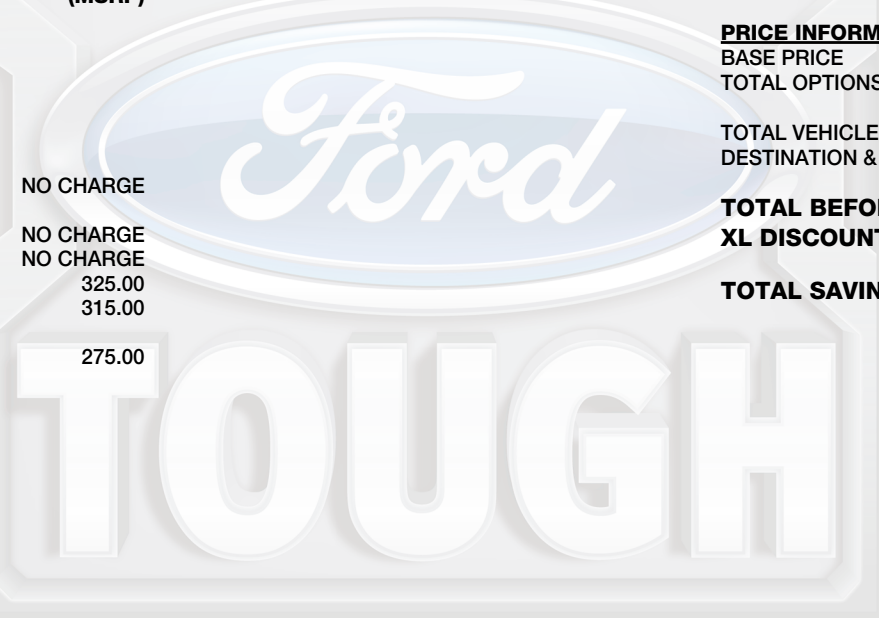 (MSRP)
NO CHARGE
NO CHARGE
NO CHARGE
325.00
315.00
275.00
PRICE INFORM
BASE PRICE
TOTAL OPTIONS
TOTAL VEHICLE
DESTINATION &
TOTAL BEFO
XL DISCOUNT
TOTAL SAVIN
Ford
TOUGH